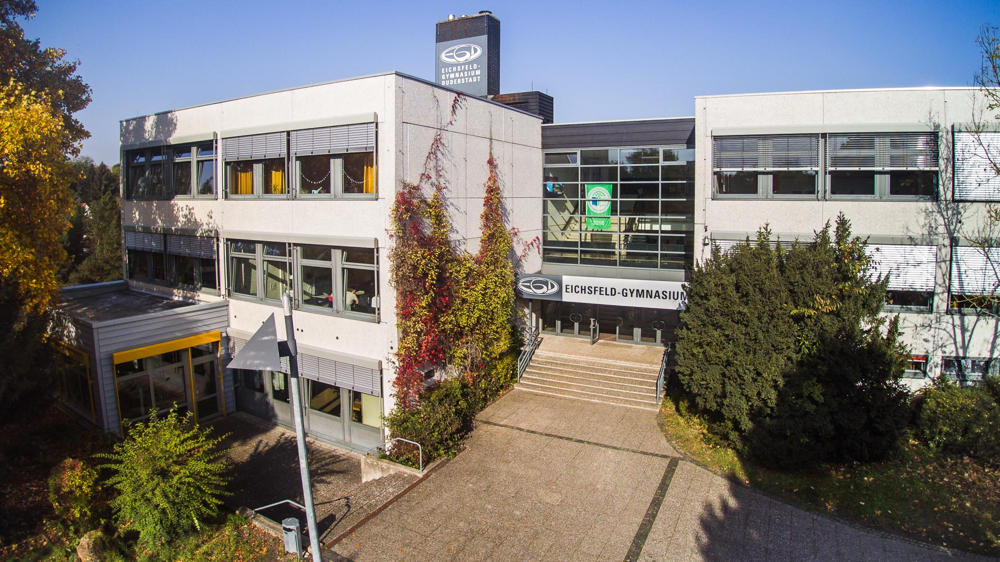 EGD
EICHSFELD-
GYMNASIUM
DUDERSTADT
2016
EGD EICHSFELD-GYMNASIUM